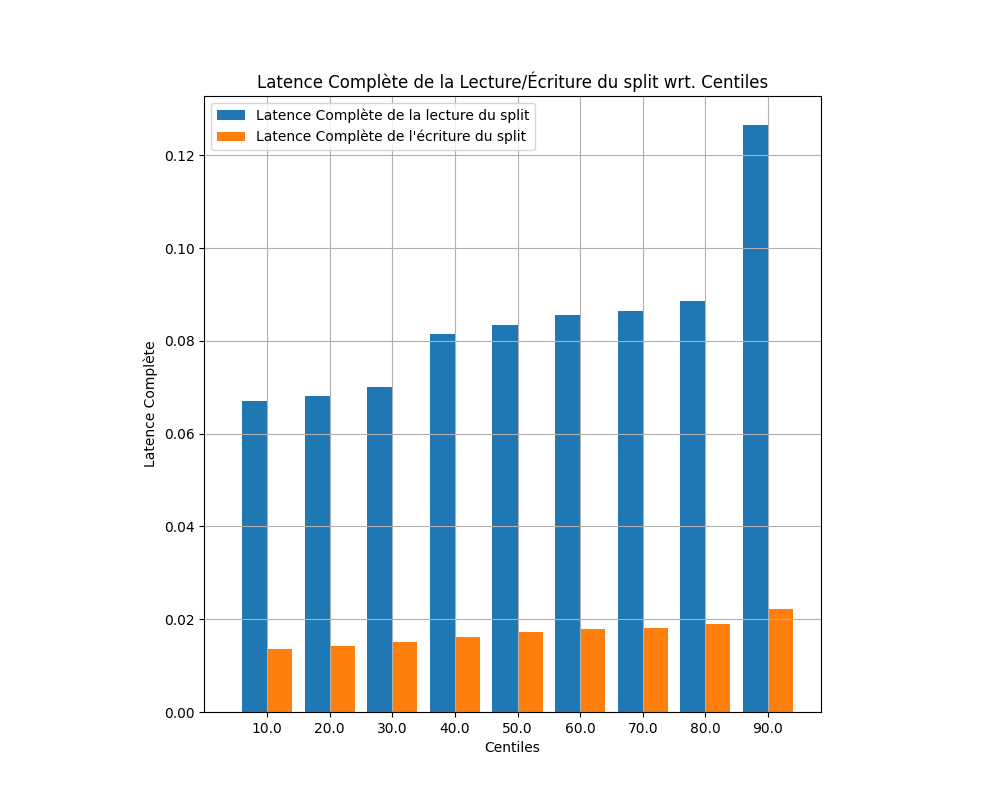 Latence Complète de la Lecture/Écriture du split wrt. Centiles
Latence Complète de la lecture du split
Latence Complète de l'écriture du split
0.12
0.10
0.08
0.06
0.04
0.02
0.00
Latence Complète
10.0 20.0 30.0 40.0 50.0 60.0 70.0 80.0 90.0
Centiles